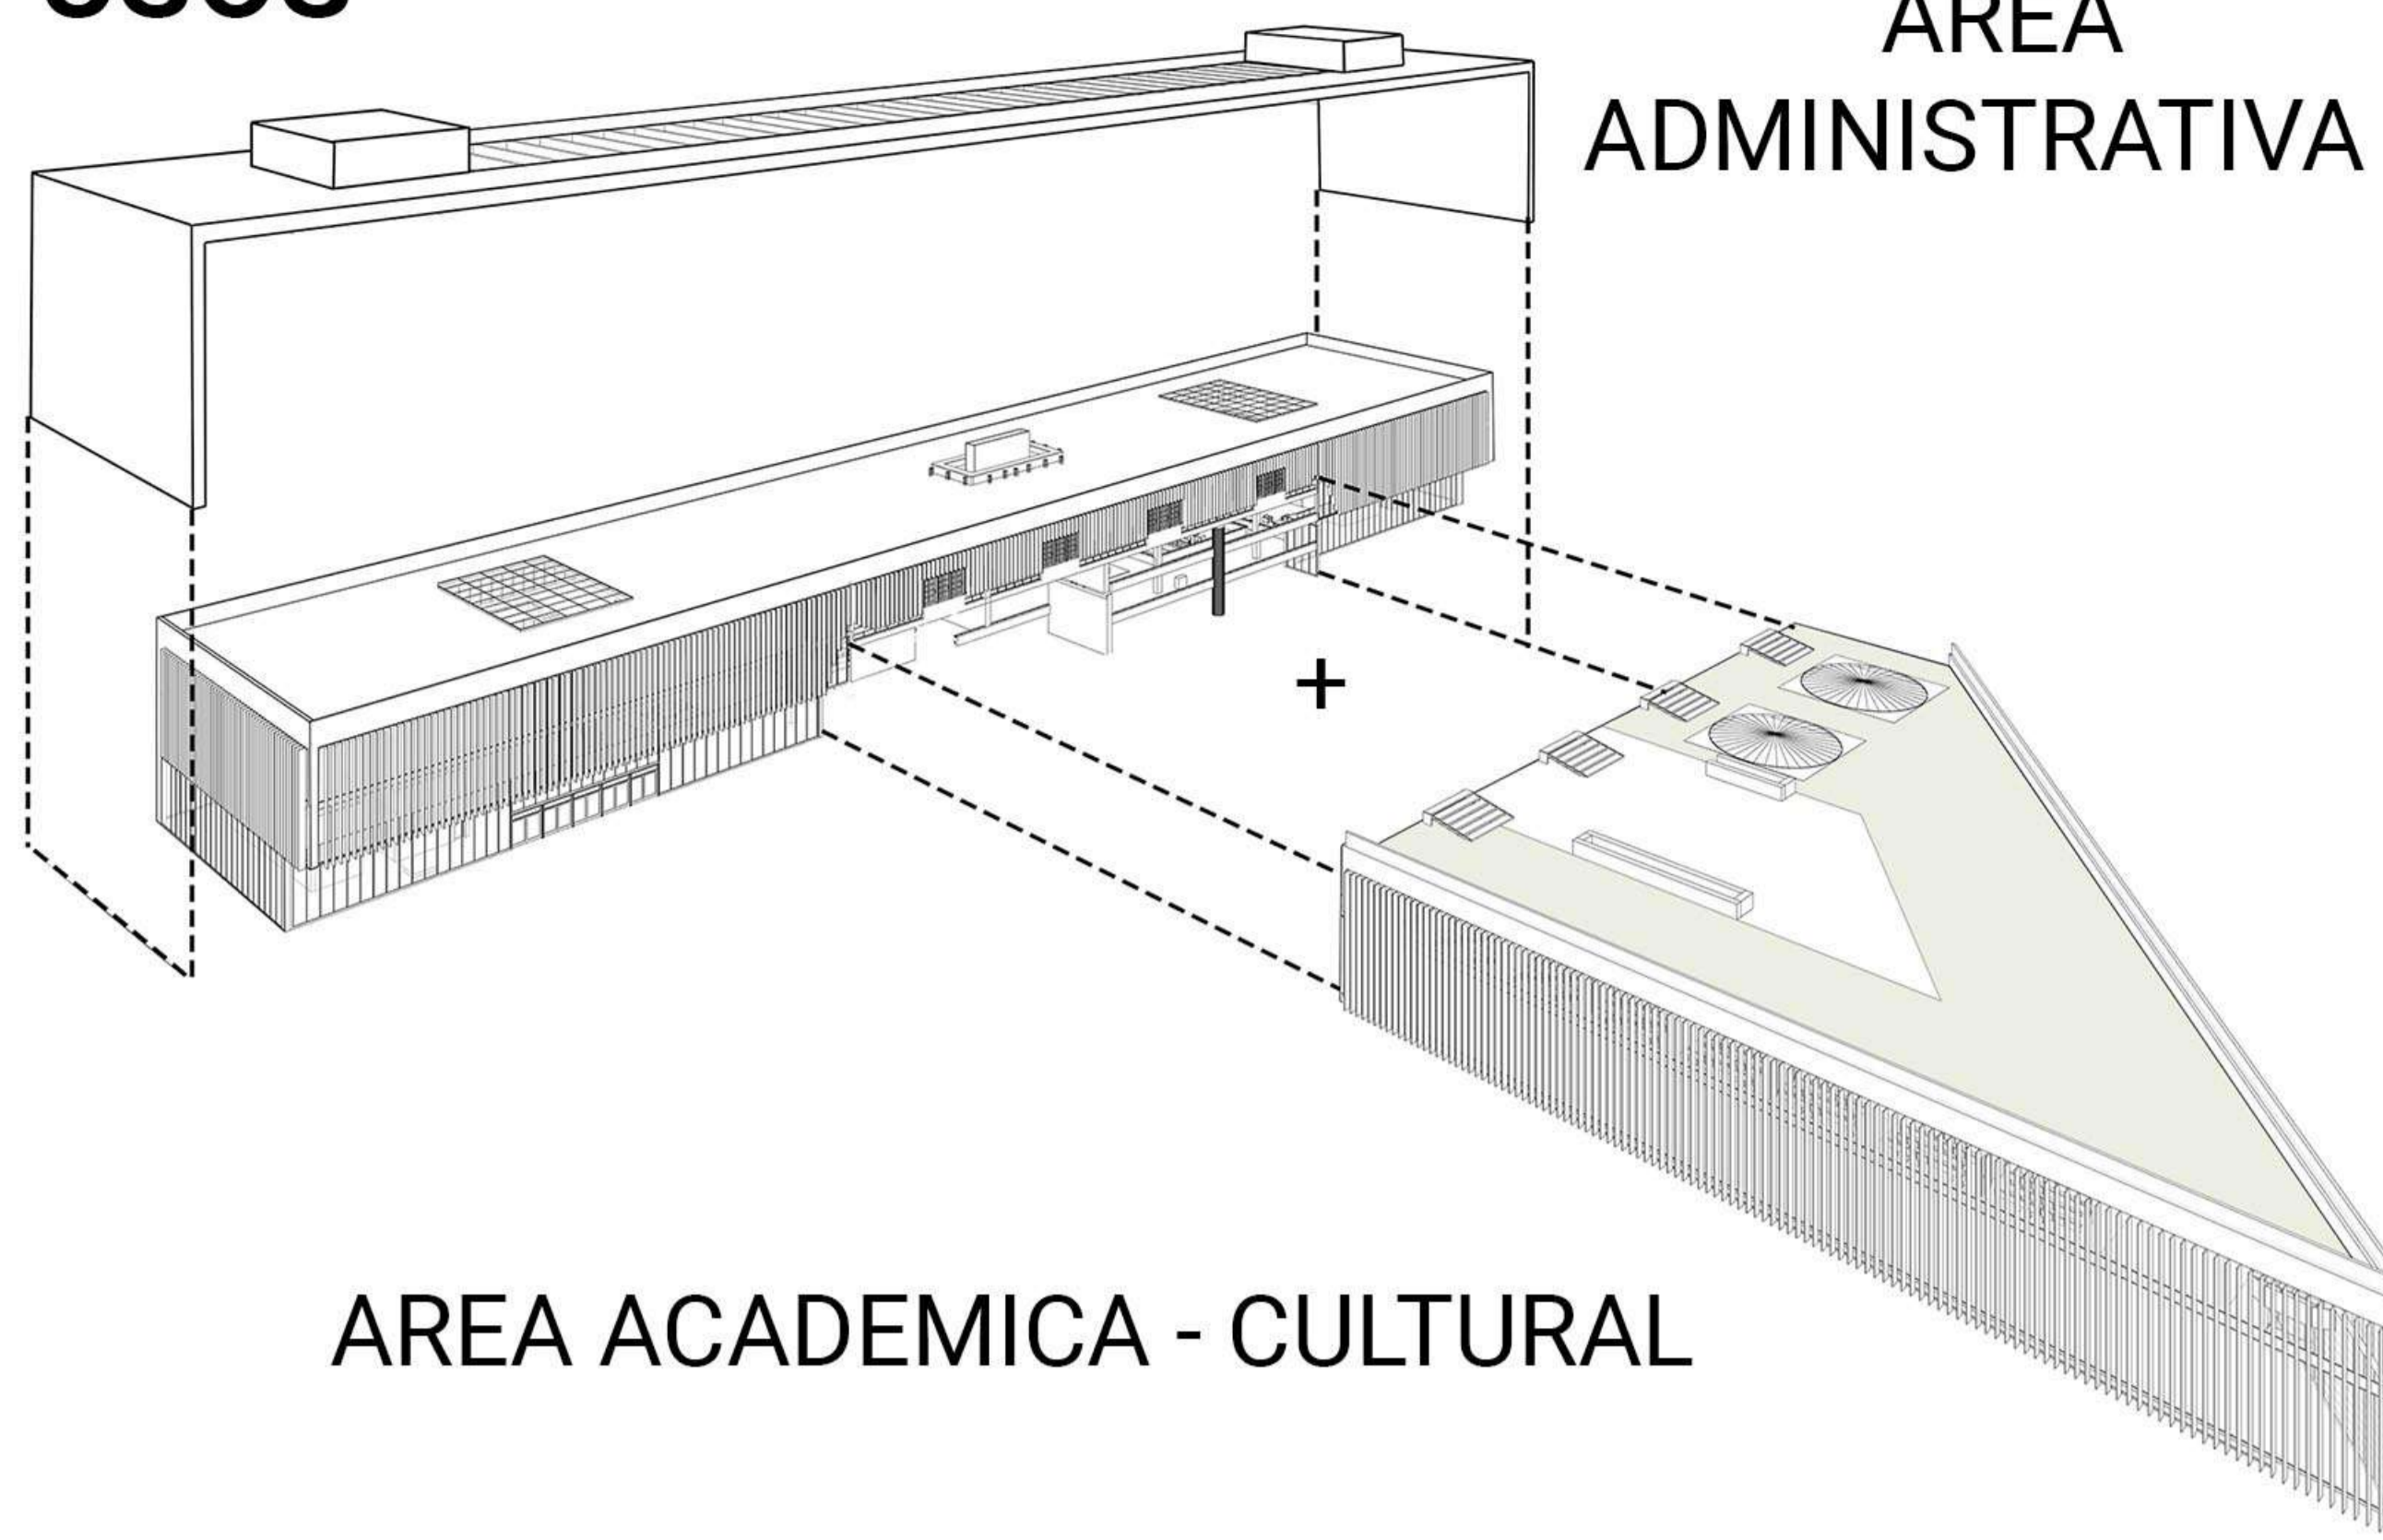 AREA
ADMINISTRATIVA
+
AREA ACADEMICA - CULTURAL